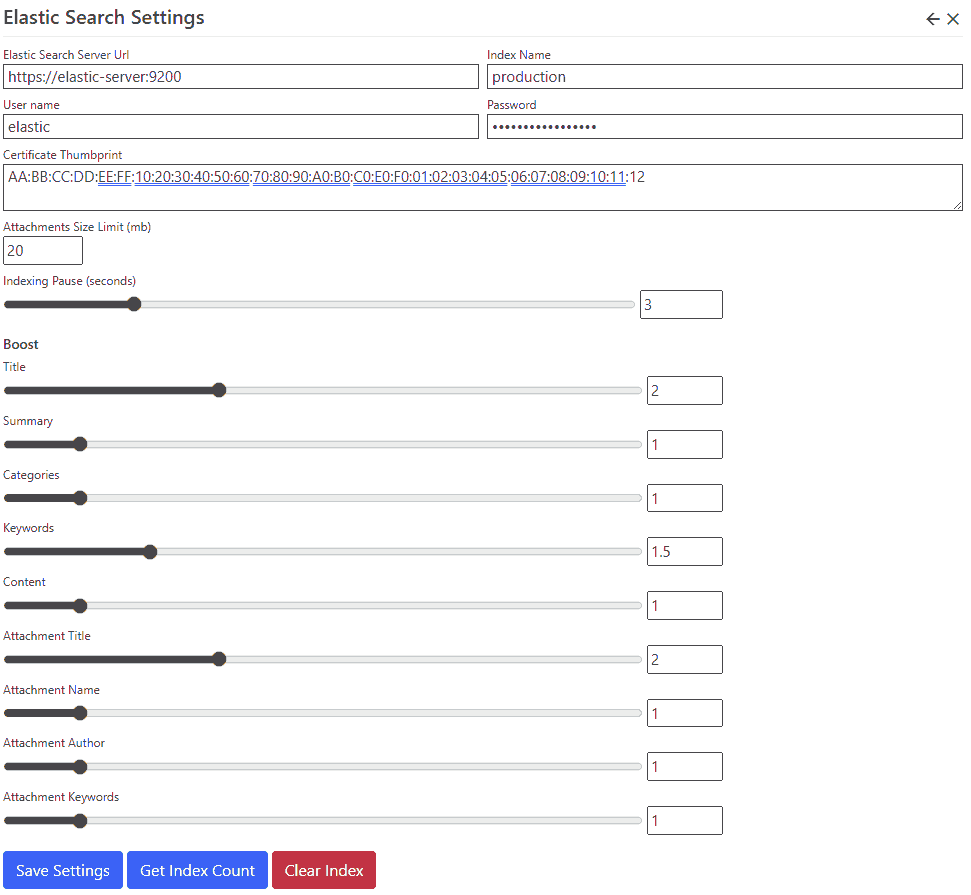 Elastic Search Settings
Elastic Search Server Url
Index Name
https://elastic-server:9200
production
User name
Password
elastic
•••••••••••••••••
Certificate Thumbprint
AA:BB:CC:DD:EE:FF:10:20:30:40:50:60:70:80:90:A0:B0:C0:E0:F0:01:02:03:04:05:06:07:08:09:10:11:12
Attachments Size Limit (mb)
20
Indexing Pause (seconds)
3
Boost
Title
2
Summary
1
Categories
1
Keywords
1.5
Content
1
Attachment Title
2
Attachment Name
1
Attachment Author
1
Attachment Keywords
1
Save Settings
Get Index Count
Clear Index